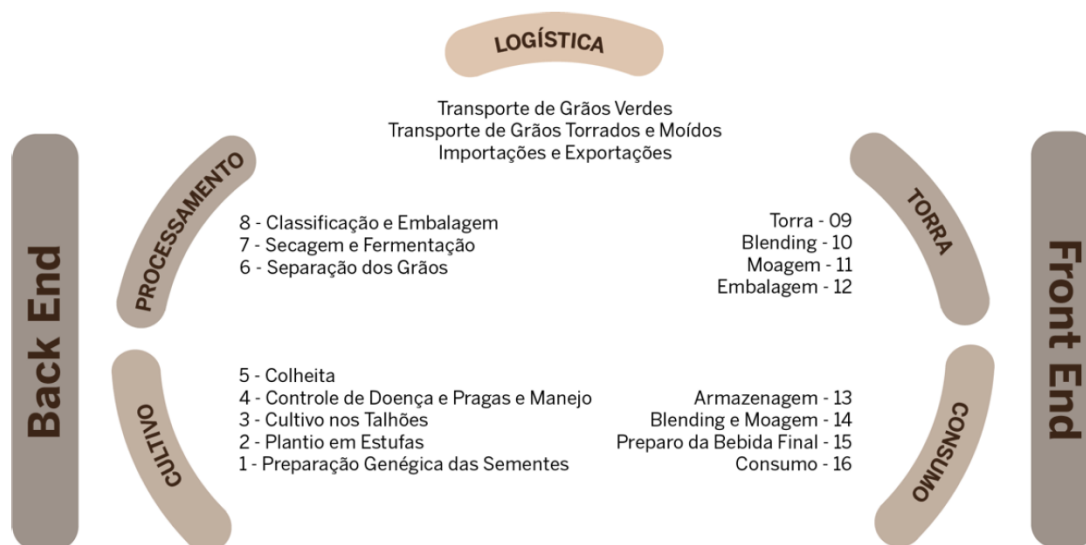 LOGÍSTICA
Transporte de Grãos Verdes
Transporte de Grãos Torrados e Moídos
Importações e Exportações
Back End
PROCESSAMENTO
8 - Classificação e Embalagem
7 - Secagem e Fermentação
6 - Separação dos Grãos
CULTIVO
5 - Colheita
4 - Controle de Doença e Pragas e Manejo
3 - Cultivo nos Talhões
2 - Plantio em Estufas
1 - Preparação Genégica das Sementes
TORRA
Torra - 09
Blending - 10
Moagem - 11
Embalagem - 12
CONSUMO
Armazenagem - 13
Blending e Moagem - 14
Preparo da Bebida Final - 15
Consumo - 16
Front End